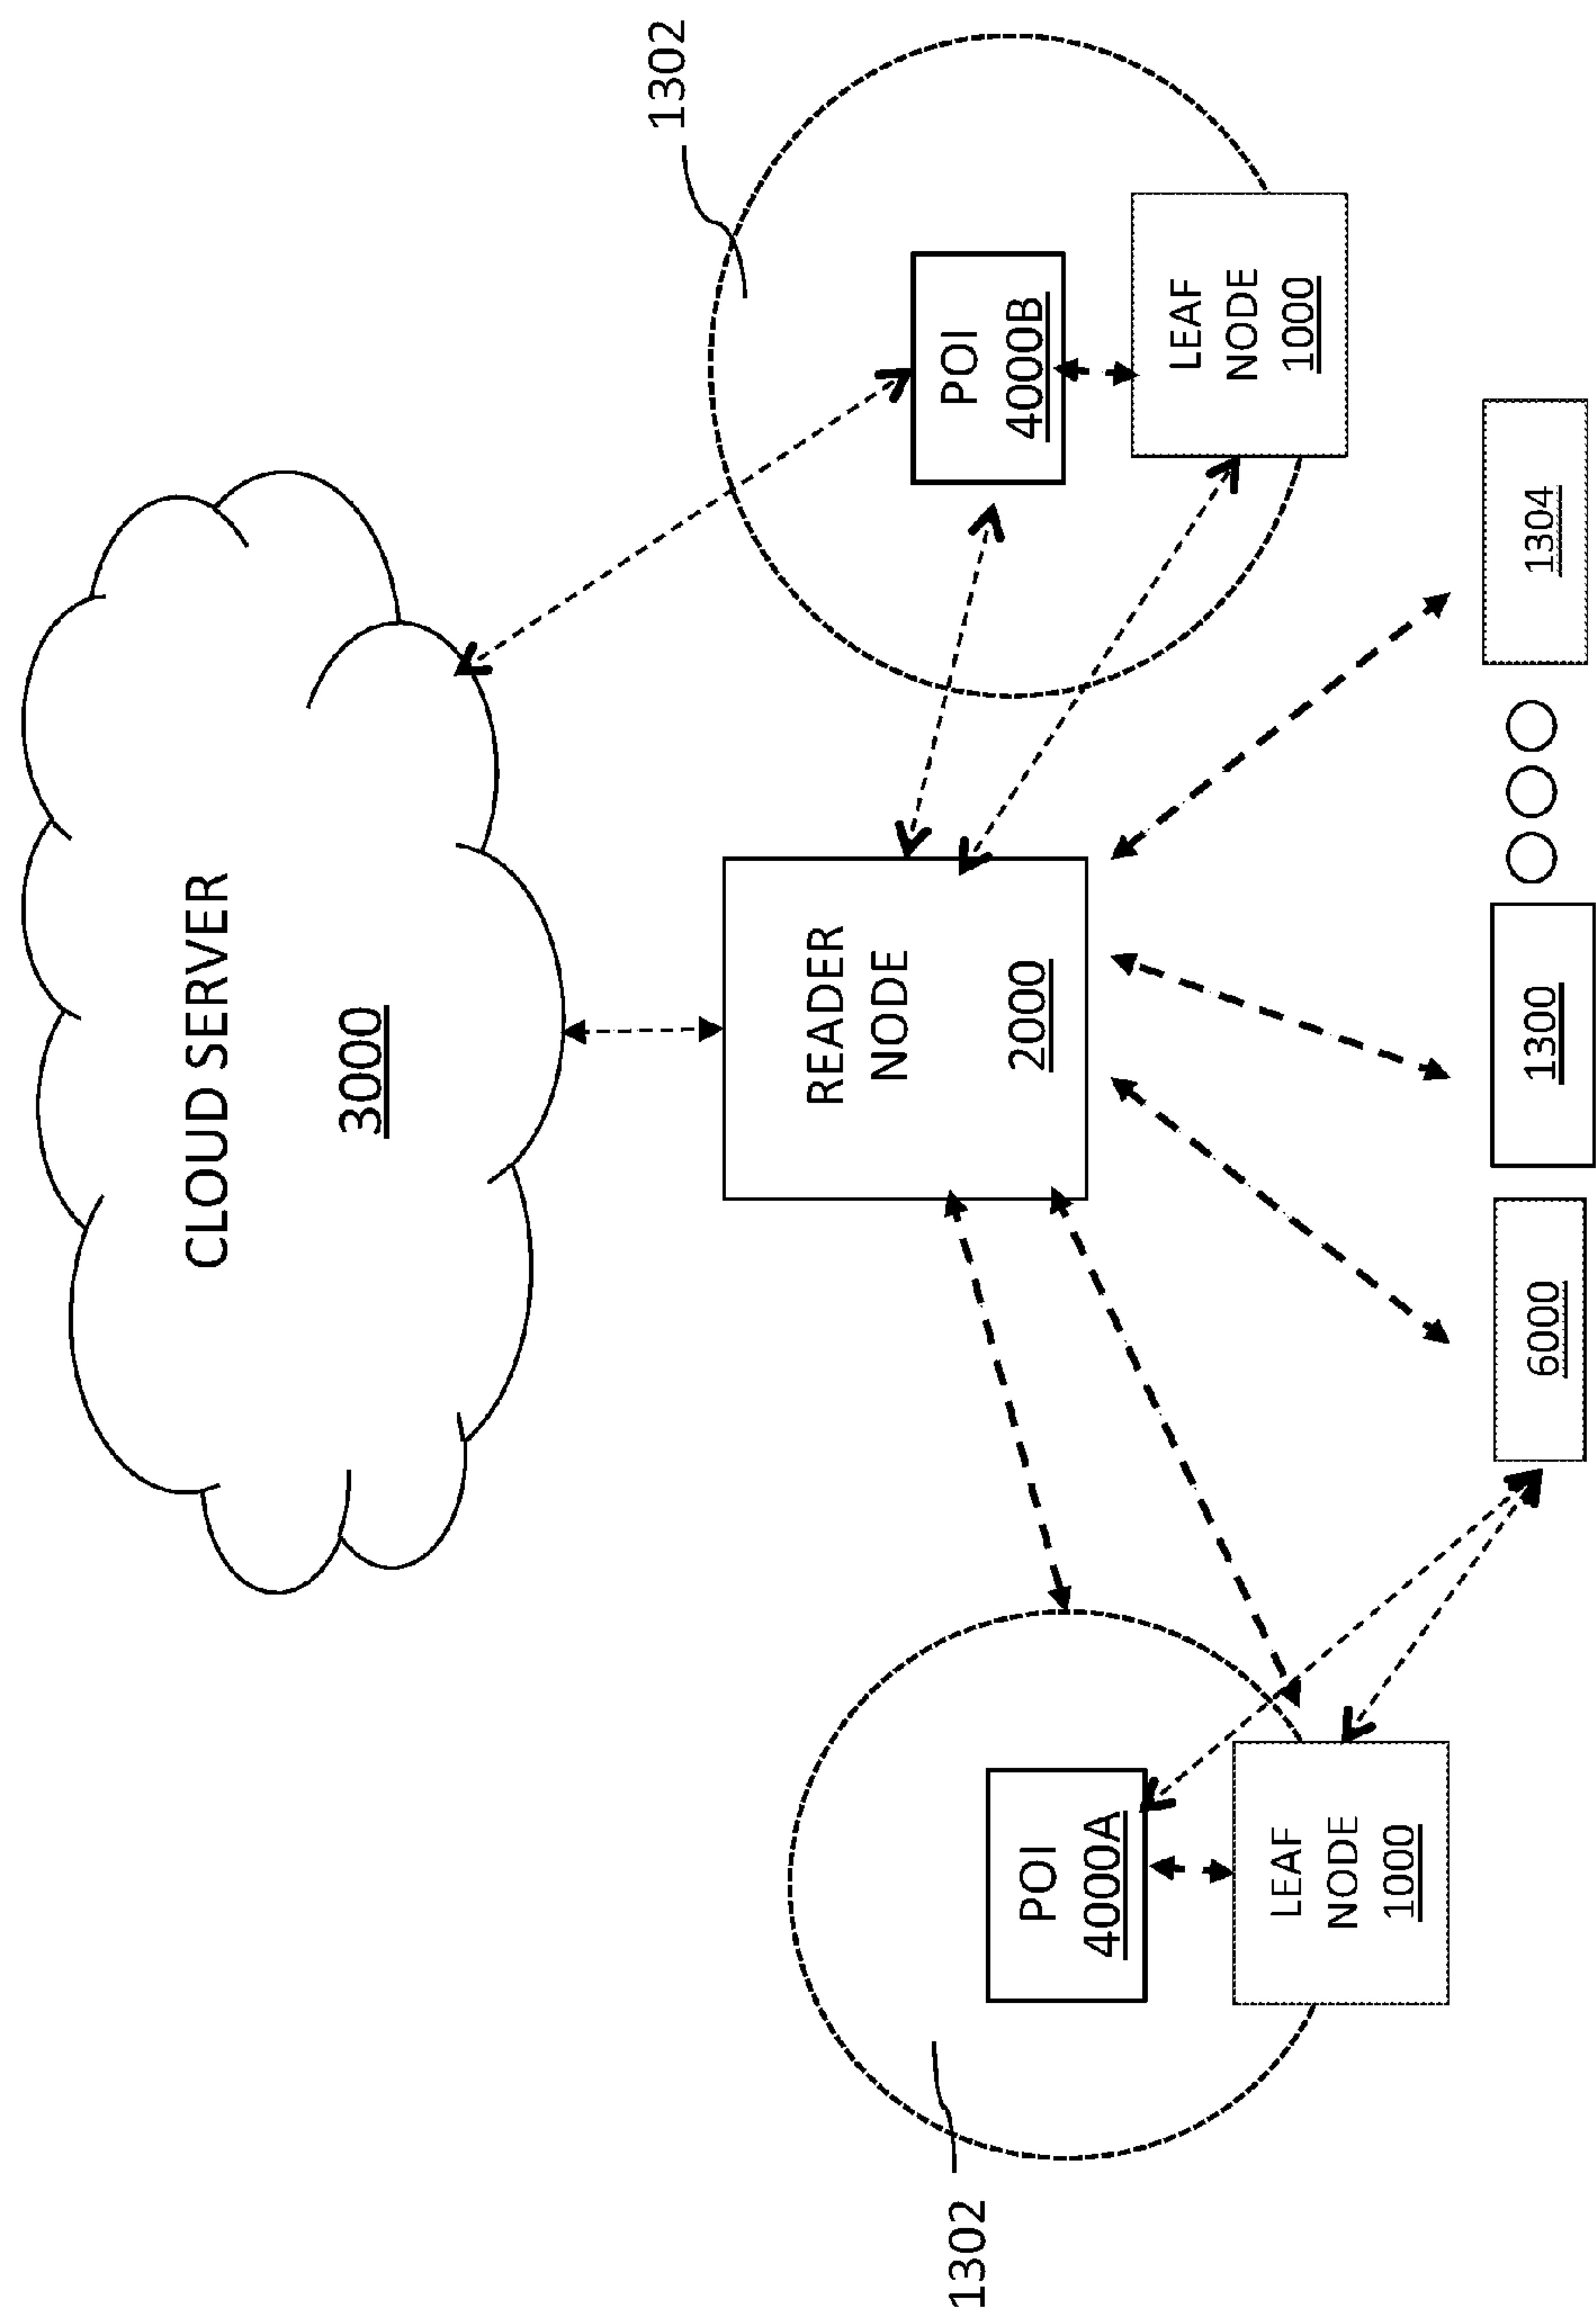 CLOUD SERVER
3000
1302
READER
NODE
2000
POI
4000B
LEAF
NODE
1000
1302
POI
4000A
LEAF
NODE
1000
6000
1300
1304